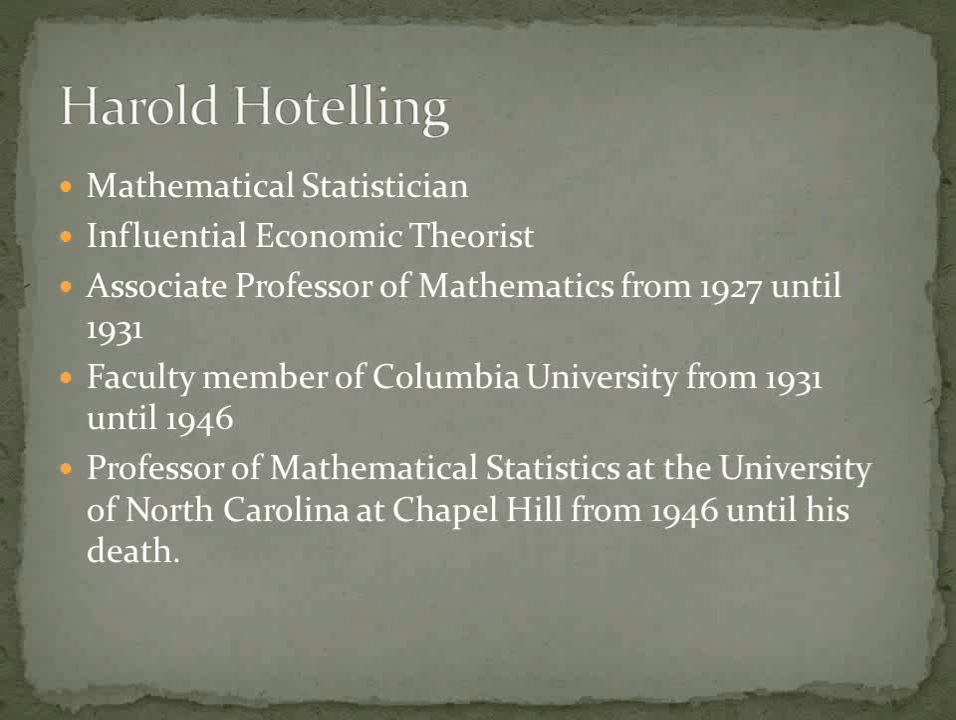 Harold Hotelling
• Mathematical Statistician
• Influential Economic Theorist
• Associate Professor of Mathematics from 1927 until
1931
• Faculty member of Columbia University from 1931
until 1946
• Professor of Mathematical Statistics at the University
of North Carolina at Chapel Hill from 1946 until his
death.